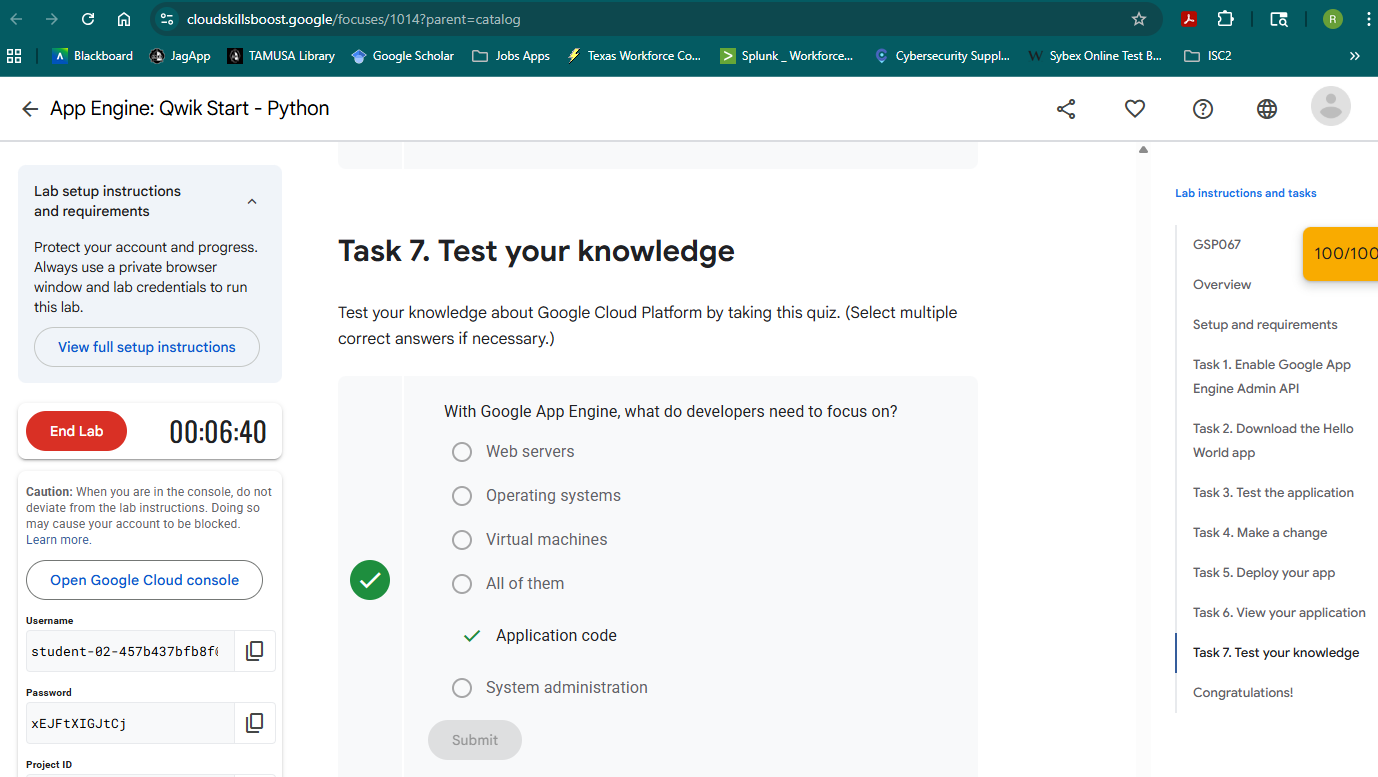 cloudskillsboost.google/focuses/1014?parent=catalog
R
Blackboard
JagApp
TAMUSA Library
Google Scholar
Jobs Apps
Texas Workforce Co...
Splunk _ Workforce...
Cybersecurity Suppl...
Sybex Online Test B...
ISC2
App Engine: Qwik Start - Python
Lab setup instructions
and requirements
Protect your account and progress.
Always use a private browser
window and lab credentials to run
this lab.
View full setup instructions
End Lab
00:06:40
Caution: When you are in the console, do not
deviate from the lab instructions. Doing so
may cause your account to be blocked.
Learn more.
Open Google Cloud console
Username
student-02-457b437bfb8f
Password
xEJFtXIGJtCj
Project ID
Task 7. Test your knowledge
Test your knowledge about Google Cloud Platform by taking this quiz. (Select multiple
correct answers if necessary.)
With Google App Engine, what do developers need to focus on?
Web servers
Operating systems
Virtual machines
All of them
Application code
System administration
Submit
Lab instructions and tasks
GSP067
100/100
Overview
Setup and requirements
Task 1. Enable Google App
Engine Admin API
Task 2. Download the Hello
World app
Task 3. Test the application
Task 4. Make a change
Task 5. Deploy your app
Task 6. View your application
Task 7. Test your knowledge
Congratulations!